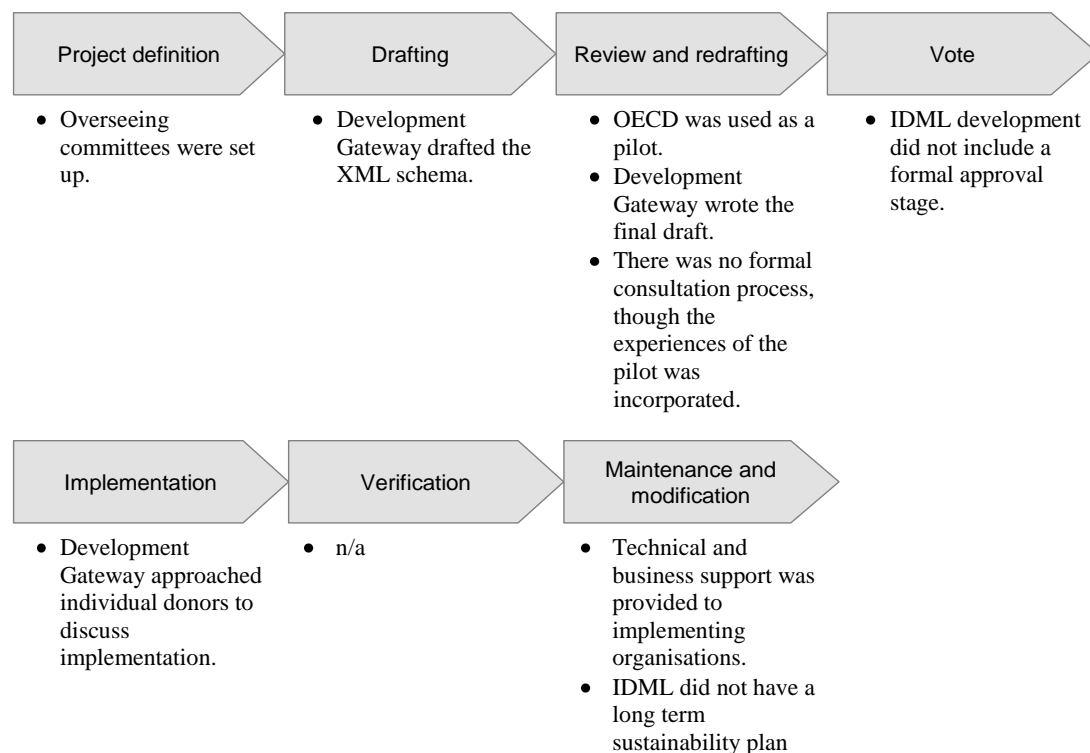 Project definition
Drafting
Review and redrafting
Vote
• Overseeing
committees were set
up.
• Development
Gateway drafted the
XML schema.
• OECD was used as a
pilot.
• Development
Gateway wrote the
final draft.
• There was no formal
consultation process,
though the
experiences of the
pilot was
incorporated.
• IDML development
did not include a
formal approval
stage.
Implementation
Verification
Maintenance and
modification
• Development
Gateway approached
individual donors to
discuss
implementation.
• n/a
• Technical and
business support was
provided to
implementing
organisations.
• IDML did not have a
long term
sustainability plan